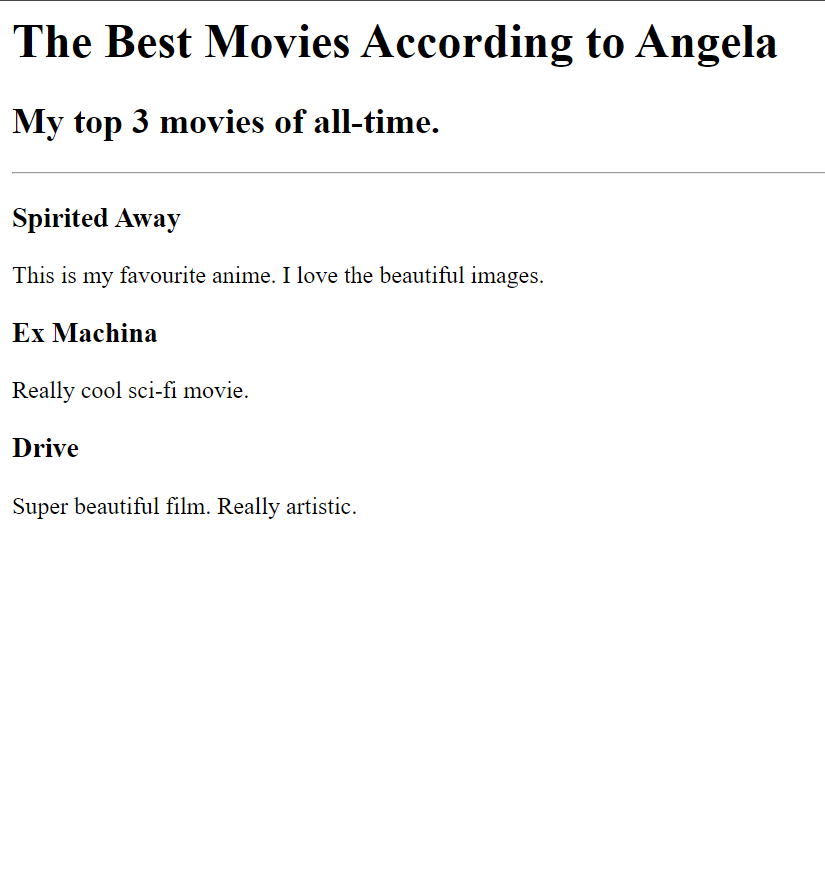 The Best Movies According to Angela
My top 3 movies of all-time.
Spirited Away
This is my favourite anime. I love the beautiful images.
Ex Machina
Really cool sci-fi movie.
Drive
Super beautiful film. Really artistic.